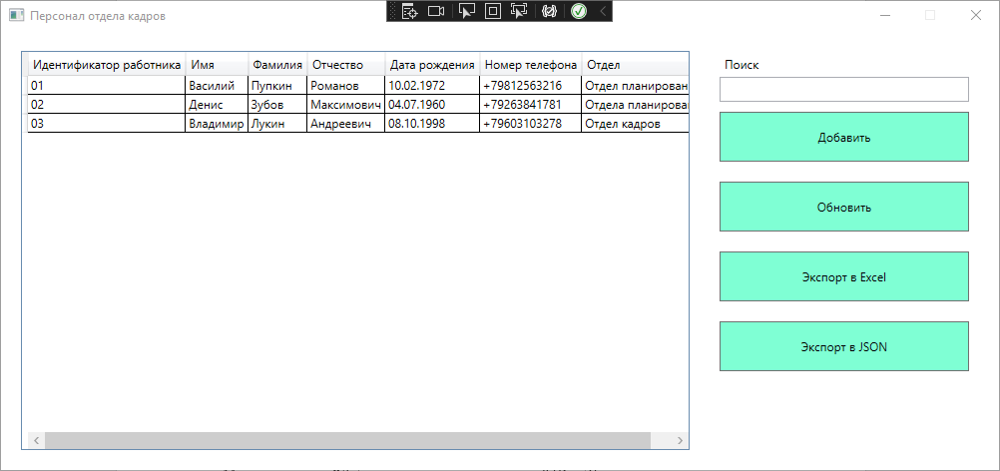 Персонал отдела кадров
Идентификатор работника Имя Фамилия Отчество Дата рождения Номер телефона Отдел
01 Василий Пупкин Романов 10.02.1972 +79812563216 Отдел планирован
02 Денис Зубов Максимович 04.07.1960 +79263841781 Отдела планирова
03 Владимир Лукин Андреевич 08.10.1998 +79603103278 Отдел кадров
Поиск
Добавить
Обновить
Экспорт в Excel
Экспорт в JSON